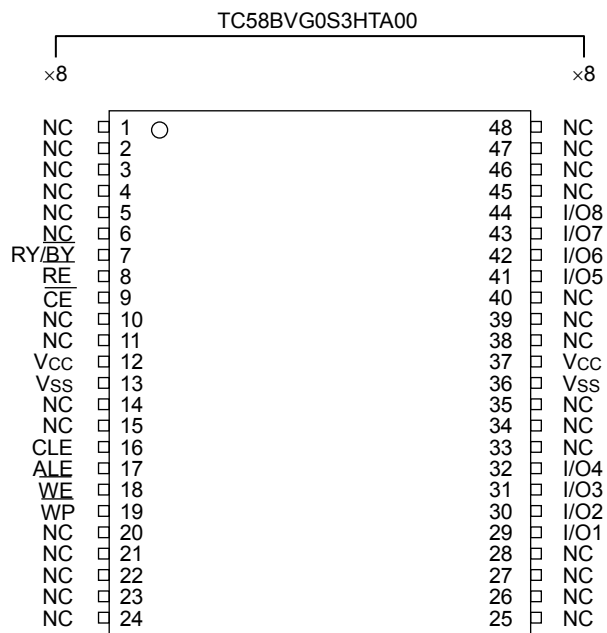 TC58BVG0S3HTA00
×8 ×8
NC 1 48 NC
NC 2 47 NC
NC 3 46 NC
NC 4 45 NC
NC 5 44 I/O8
NC 6 43 I/O7
RY/B̅Y̅ 7 42 I/O6
R̅E̅ 8 41 I/O5
C̅E̅ 9 40 NC
NC 10 39 NC
NC 11 38 NC
VCC 12 37 VCC
VSS 13 36 VSS
NC 14 35 NC
NC 15 34 NC
CLE 16 33 NC
ALE 17 32 I/O4
W̅E̅ 18 31 I/O3
W̅P̅ 19 30 I/O2
NC 20 29 I/O1
NC 21 28 NC
NC 22 27 NC
NC 23 26 NC
NC 24 25 NC